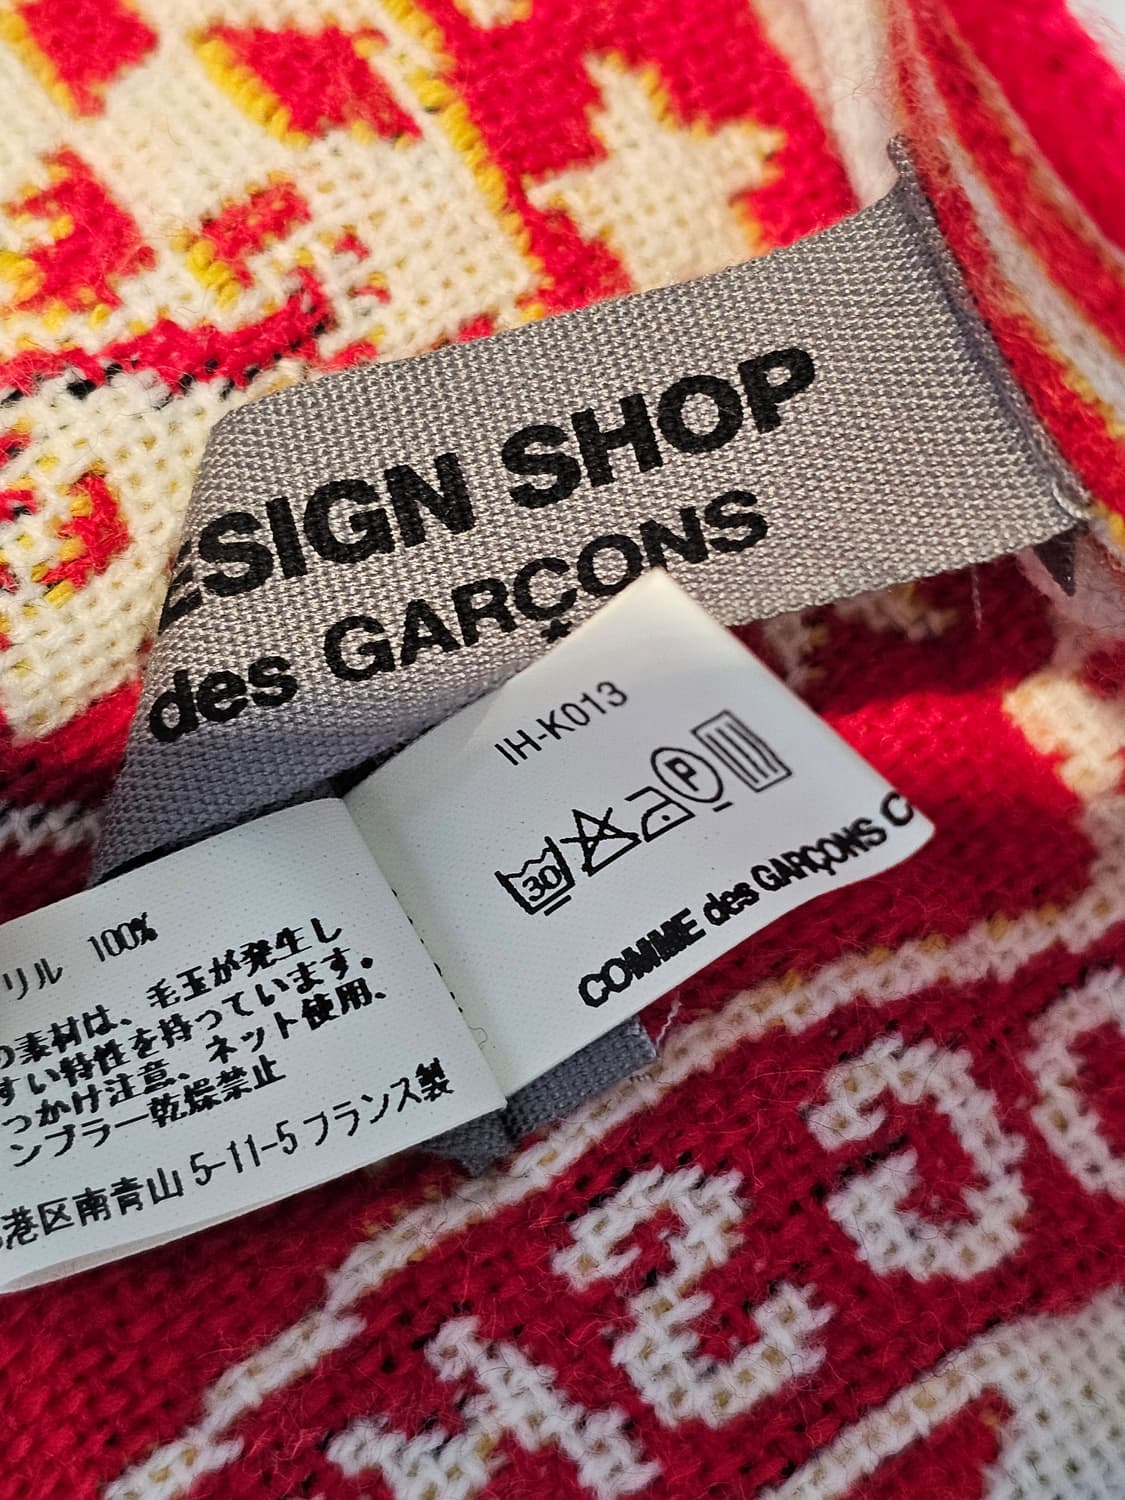 ESIGN SHOP
des GARÇONS
IH-K013
30
P
COMME des GARÇONS C
リル 100%
の素材は、毛玉が発生し
すい特性を持っています。
つかけ注意、ネット使用、
ンブラー乾燥禁止
港区南青山 5-11-5 フランス製